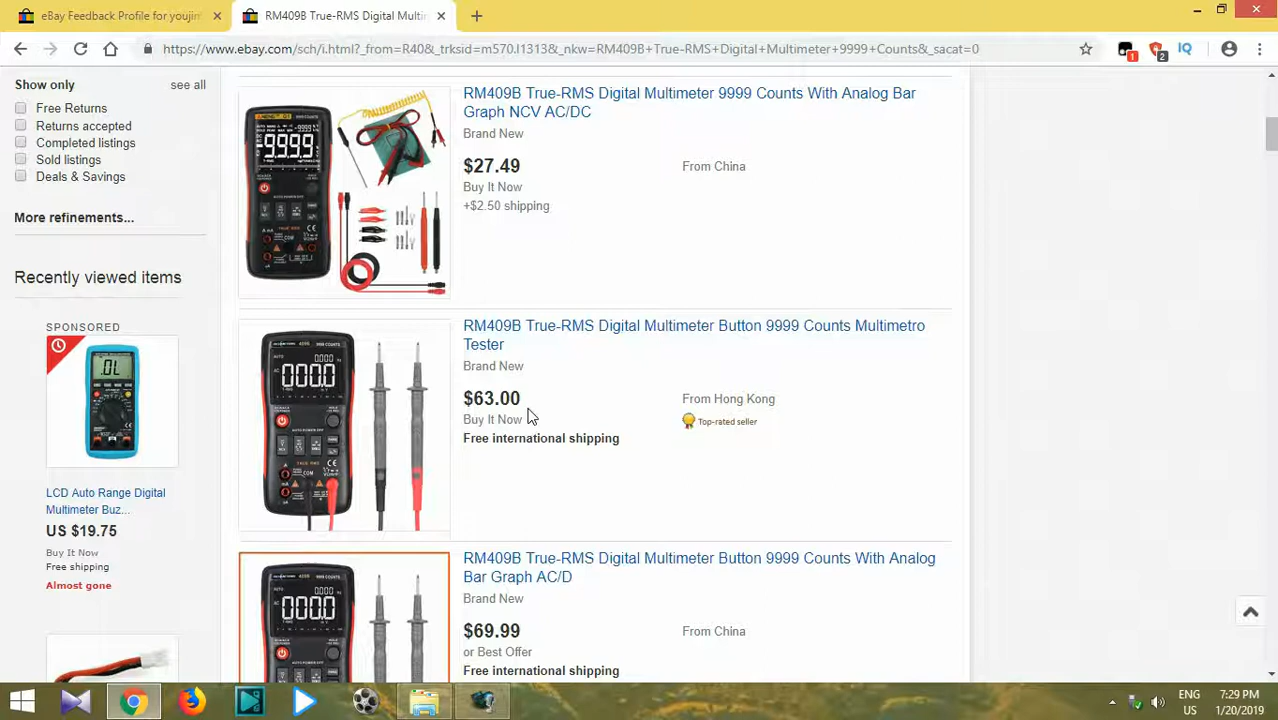 eBay Feedback Profile for youjim
RM409B True-RMS Digital Multim
https://www.ebay.com/sch/i.html?_from=R40&_trksid=m570.l1313&_nkw=RM409B+True-RMS+Digital+Multimeter+9999+Counts&_sacat=0
1
2
IQ
Show only
see all
Free Returns
Returns accepted
Completed listings
Sold listings
Deals & Savings
More refinements...
Recently viewed items
SPONSORED
LCD Auto Range Digital
Multimeter Buz...
US $19.75
Buy It Now
Free shipping
Almost gone
RM409B True-RMS Digital Multimeter 9999 Counts With Analog Bar
Graph NCV AC/DC
Brand New
$27.49
From China
Buy It Now
+$2.50 shipping
RM409B True-RMS Digital Multimeter Button 9999 Counts Multimetro
Tester
Brand New
$63.00
From Hong Kong
Buy It Now
Top-rated seller
Free international shipping
RM409B True-RMS Digital Multimeter Button 9999 Counts With Analog
Bar Graph AC/D
Brand New
From China
or Best Offer
Free international shipping
ENG
7:29 PM
US
1/20/2019